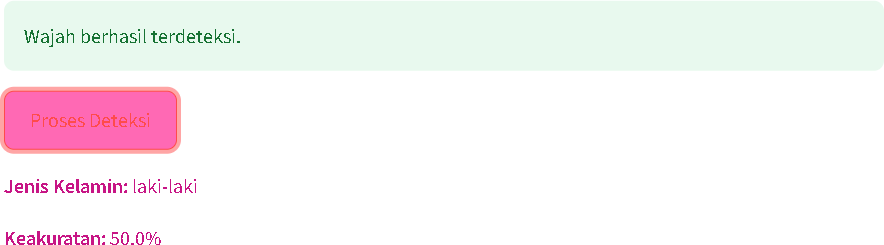 Wajah berhasil terdeteksi.
Proses Deteksi
Jenis Kelamin: laki-laki
Keakuratan: 50.0%